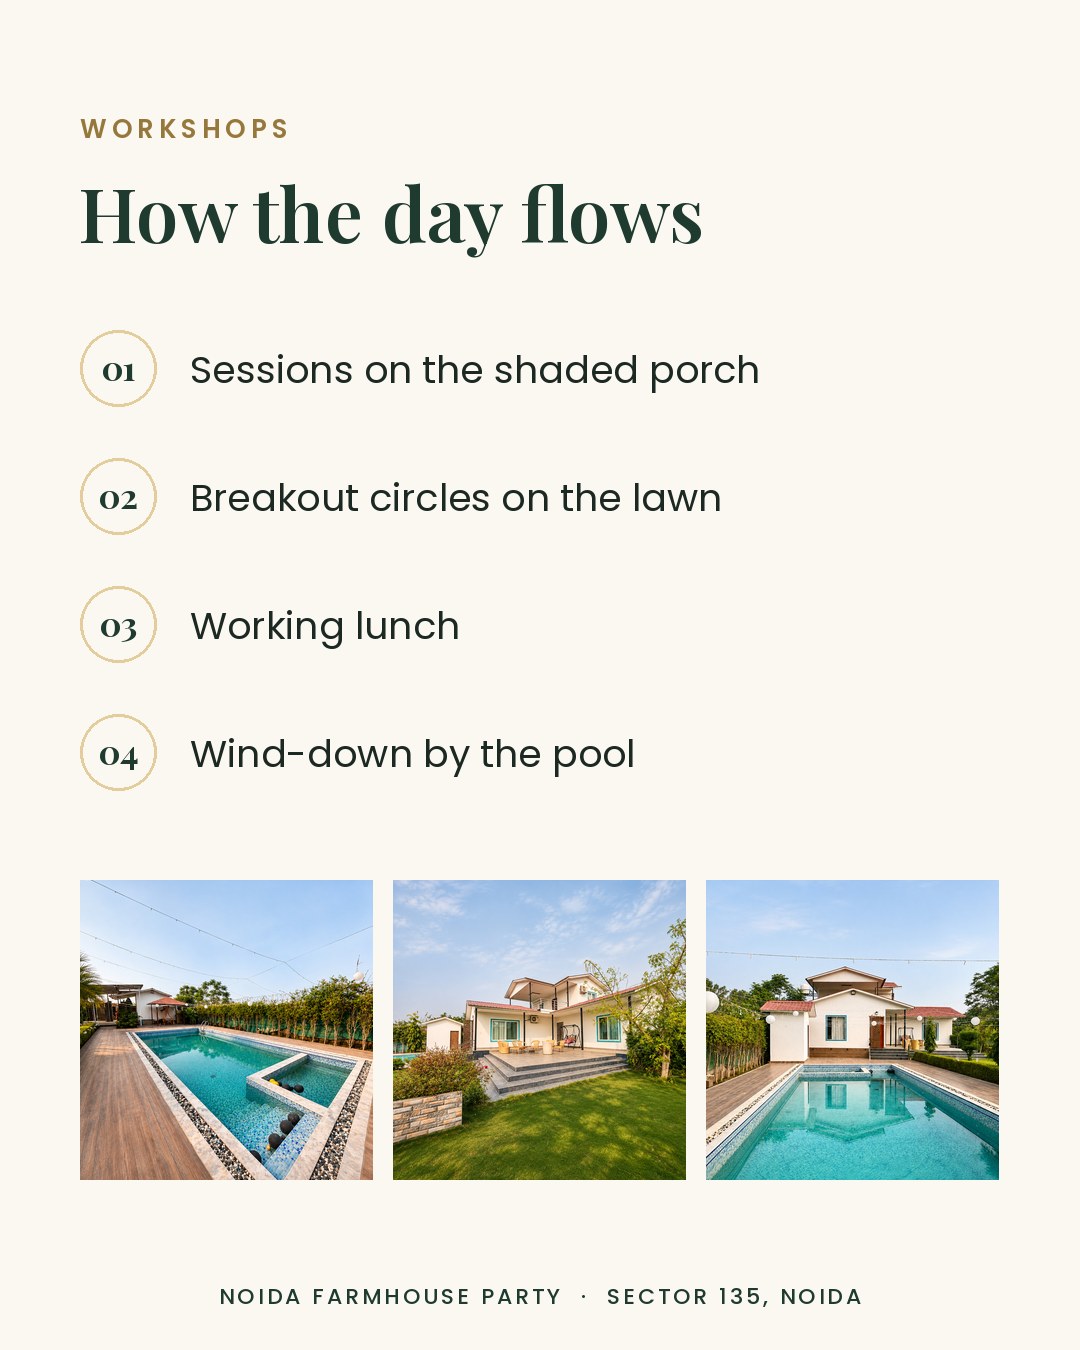 WORKSHOPS
How the day flows
01 Sessions on the shaded porch
02 Breakout circles on the lawn
03 Working lunch
04 Wind-down by the pool
NOIDA FARMHOUSE PARTY · SECTOR 135, NOIDA